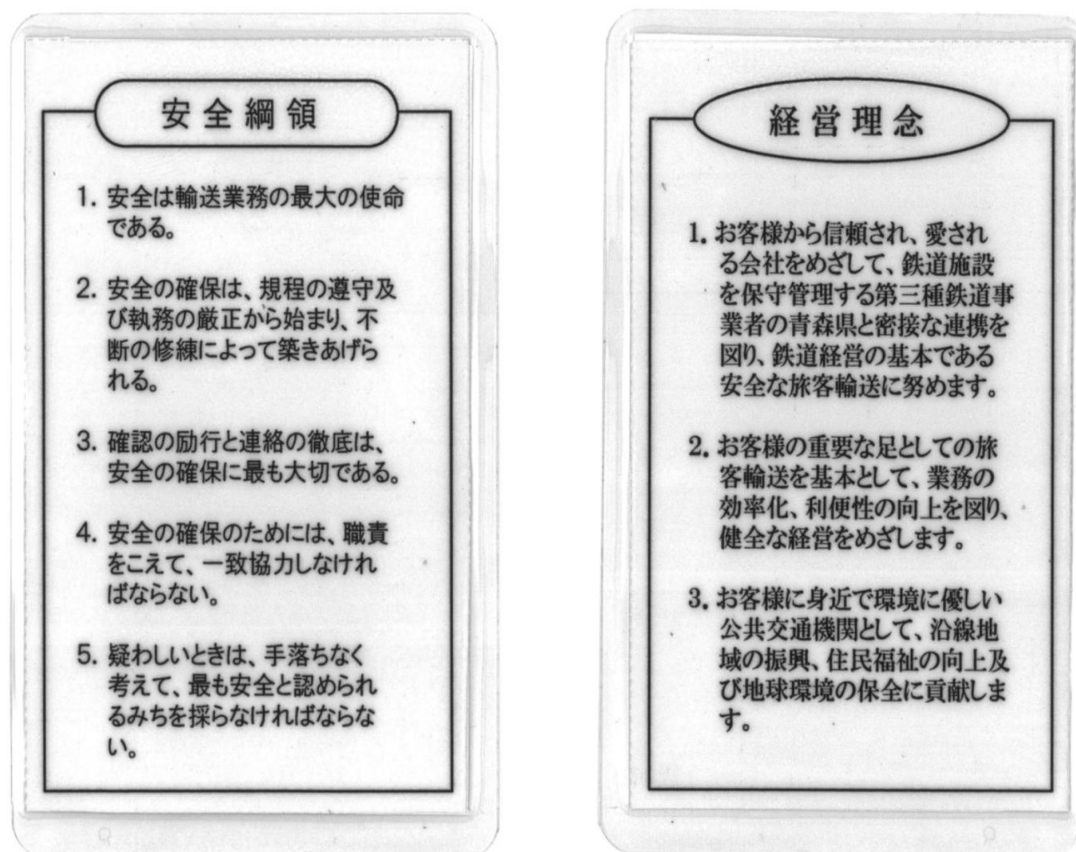 安全綱領
1. 安全は輸送業務の最大の使命
である。
2. 安全の確保は、規程の遵守及
び執務の厳正から始まり、不
断の修練によって築きあげら
れる。
3. 確認の励行と連絡の徹底は、
安全の確保に最も大切である。
4. 安全の確保のためには、職責
をこえて、一致協力しなけれ
ばならない。
5. 疑わしいときは、手落ちなく
考えて、最も安全と認められ
るみちを採らなければならな
い。
経営理念
1. お客様から信頼され、愛され
る会社をめざして、鉄道施設
を保守管理する第三種鉄道事
業者の青森県と密接な連携を
図り、鉄道経営の基本である
安全な旅客輸送に努めます。
2. お客様の重要な足としての旅
客輸送を基本として、業務の
効率化、利便性の向上を図り、
健全な経営をめざします。
3. お客様に身近で環境に優しい
公共交通機関として、沿線地
域の振興、住民福祉の向上及
び地球環境の保全に貢献しま
す。